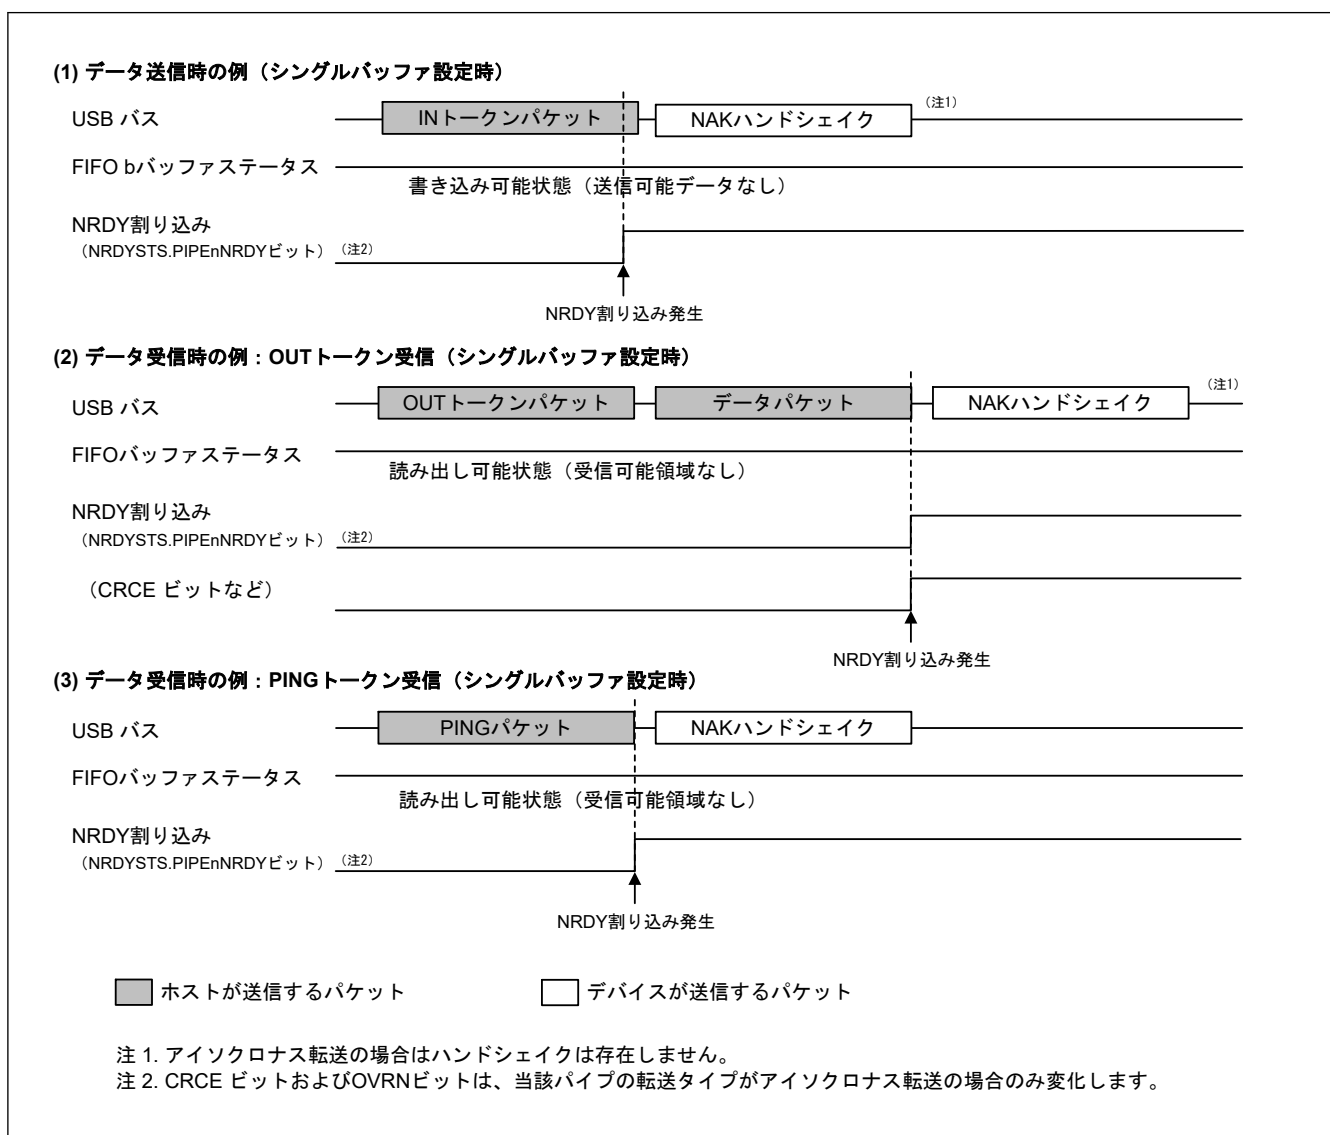 (1) データ送信時の例（シングルバッファ設定時）
USB バス
INトークンパケット
NAKハンドシェイク
（注1）
FIFO bバッファステータス
書き込み可能状態（送信可能データなし）
NRDY割り込み
（NRDYSTS.PIPEnNRDYビット）（注2）
NRDY割り込み発生
(2) データ受信時の例：OUTトークン受信（シングルバッファ設定時）
USB バス
OUTトークンパケット
データパケット
NAKハンドシェイク
（注1）
FIFOバッファステータス
読み出し可能状態（受信可能領域なし）
NRDY割り込み
（NRDYSTS.PIPEnNRDYビット）（注2）
（CRCE ビットなど）
NRDY割り込み発生
(3) データ受信時の例：PINGトークン受信（シングルバッファ設定時）
USB バス
PINGパケット
NAKハンドシェイク
FIFOバッファステータス
読み出し可能状態（受信可能領域なし）
NRDY割り込み
（NRDYSTS.PIPEnNRDYビット）（注2）
NRDY割り込み発生
ホストが送信するパケット
デバイスが送信するパケット
注 1. アイソクロナス転送の場合はハンドシェイクは存在しません。
注 2. CRCE ビットおよびOVRNビットは、当該パイプの転送タイプがアイソクロナス転送の場合のみ変化します。